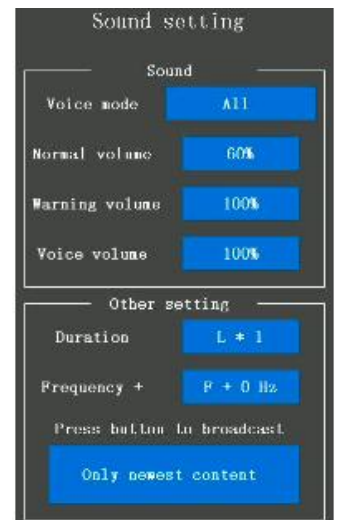 Sound setting
Sound
Voice mode All
Normal volume 60%
Warning volume 100%
Voice volume 100%
Other setting
Duration L * 1
Frequency + F + 0 Hz
Press button to broadcast
Only newest content